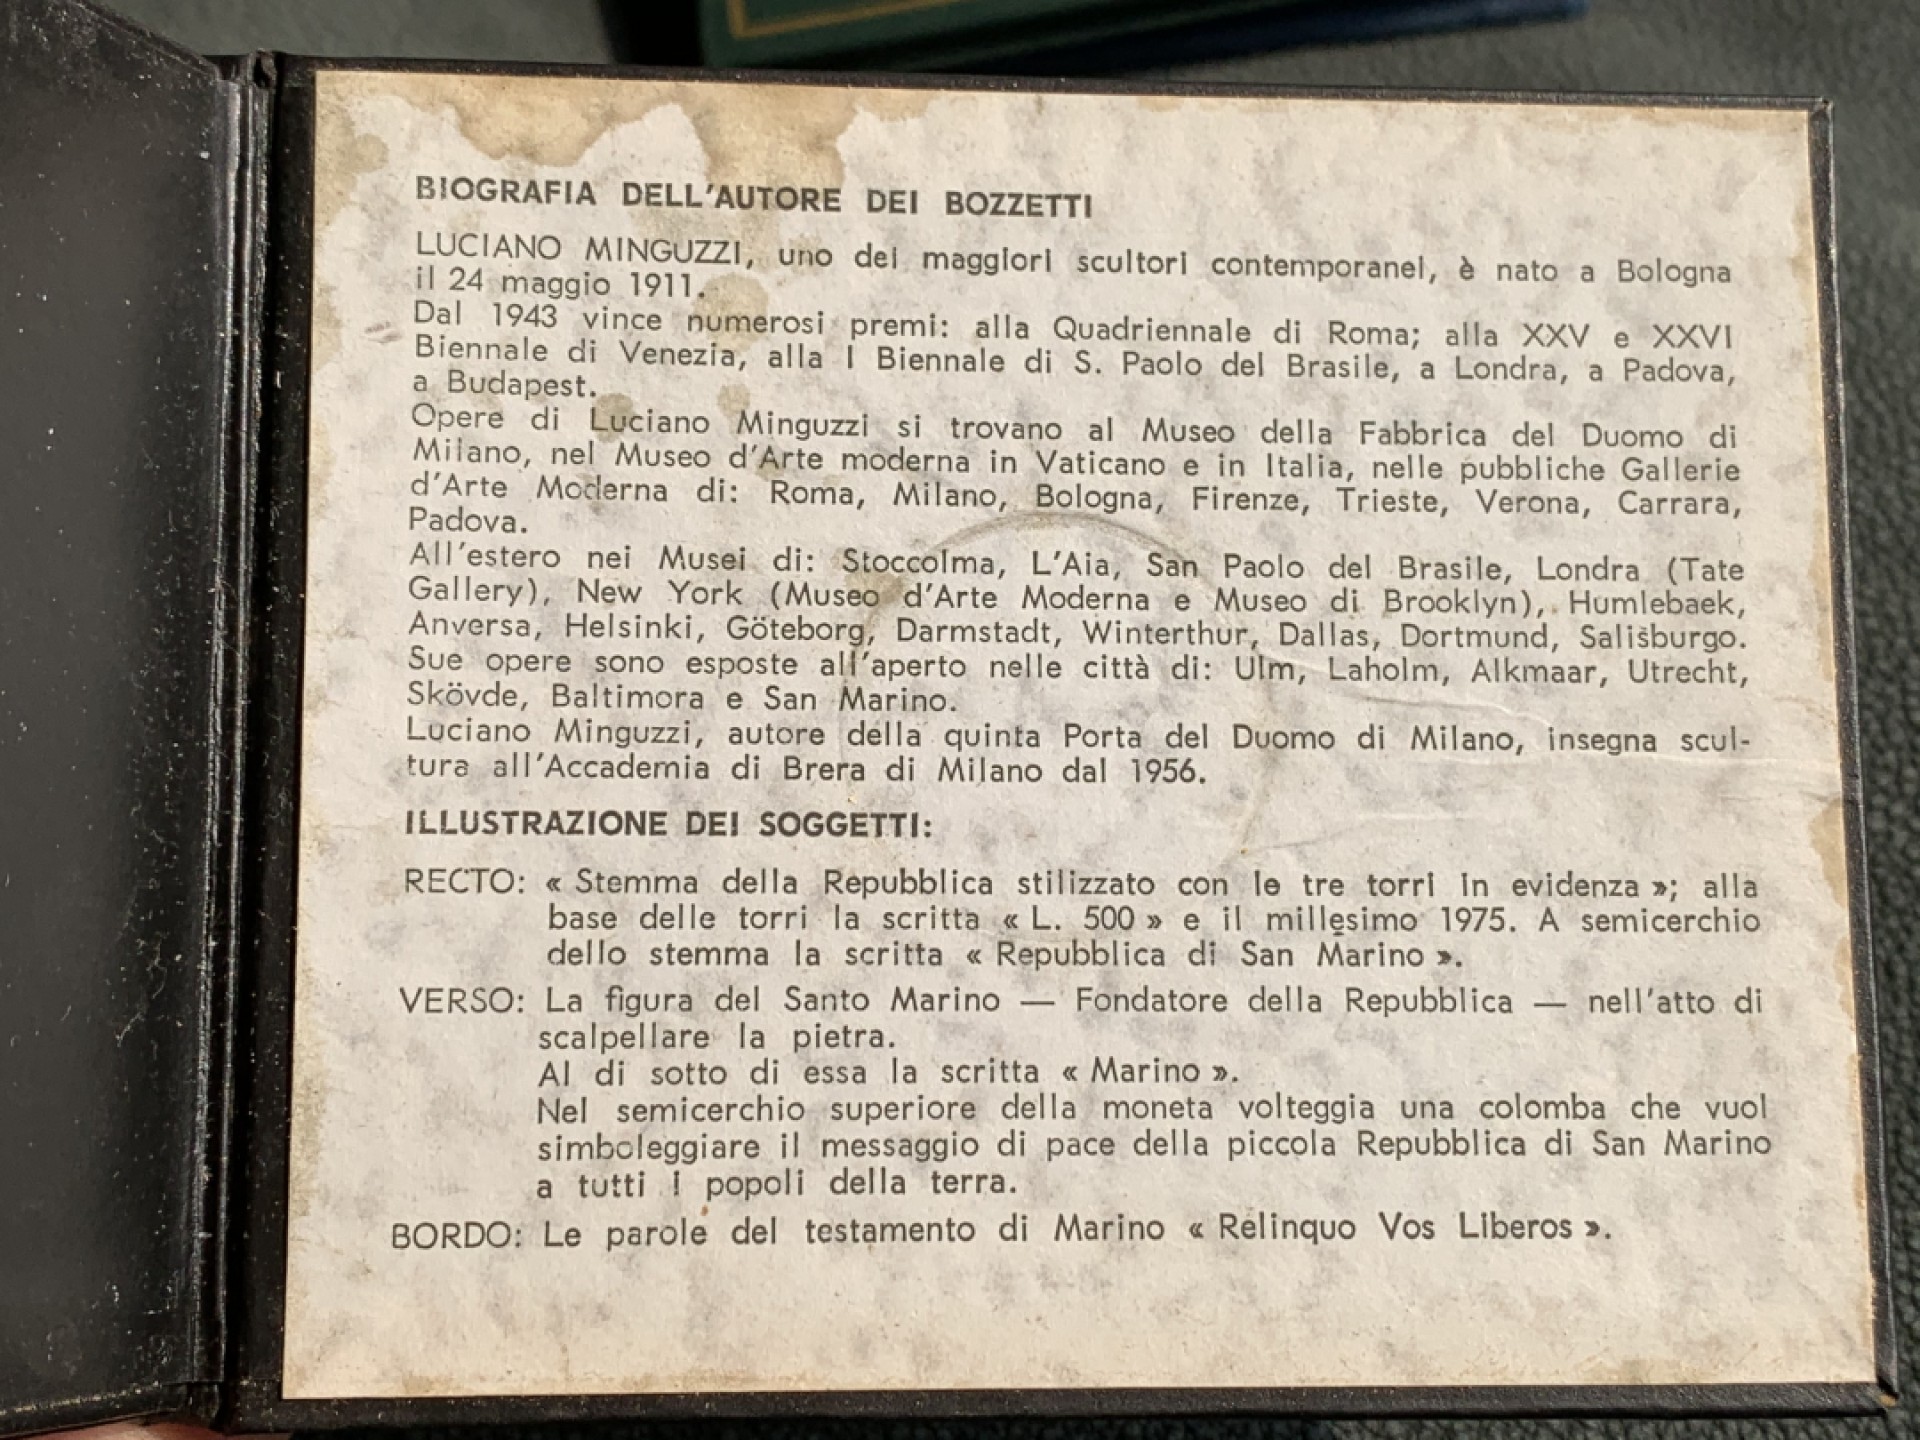 BIOGRAFIA DELL'AUTORE DEI BOZZETTI
LUCIANO MINGUZZI, uno dei maggiori scultori contemporanei, è nato a Bologna
il 24 maggio 1911.
Dal 1943 vince numerosi premi: alla Quadriennale di Roma; alla XXV e XXVI
Biennale di Venezia, alla I Biennale di S. Paolo del Brasile, a Londra, a Padova,
a Budapest.
Opere di Luciano Minguzzi si trovano al Museo della Fabbrica del Duomo di
Milano, nel Museo d'Arte moderna in Vaticano e in Italia, nelle pubbliche Gallerie
d'Arte Moderna di: Roma, Milano, Bologna, Firenze, Trieste, Verona, Carrara,
Padova.
All'estero nei Musei di: Stoccolma, L'Aia, San Paolo del Brasile, Londra (Tate
Gallery), New York (Museo d'Arte Moderna e Museo di Brooklyn), Humlebaek,
Anversa, Helsinki, Göteborg, Darmstadt, Winterthur, Dallas, Dortmund, Salisburgo.
Sue opere sono esposte all'aperto nelle città di: Ulm, Laholm, Alkmaar, Utrecht,
Skövde, Baltimora e San Marino.
Luciano Minguzzi, autore della quinta Porta del Duomo di Milano, insegna scul-
tura all'Accademia di Brera di Milano dal 1956.
ILLUSTRAZIONE DEI SOGGETTI:
RECTO: « Stemma della Repubblica stilizzato con le tre torri in evidenza »; alla
base delle torri la scritta « L. 500 » e il millesimo 1975. A semicerchio
dello stemma la scritta « Repubblica di San Marino ».
VERSO: La figura del Santo Marino — Fondatore della Repubblica — nell'atto di
scalpellare la pietra.
Al di sotto di essa la scritta « Marino ».
Nel semicerchio superiore della moneta volteggia una colomba che vuol
simboleggiare il messaggio di pace della piccola Repubblica di San Marino
a tutti i popoli della terra.
BORDO: Le parole del testamento di Marino « Relinquo Vos Liberos ».